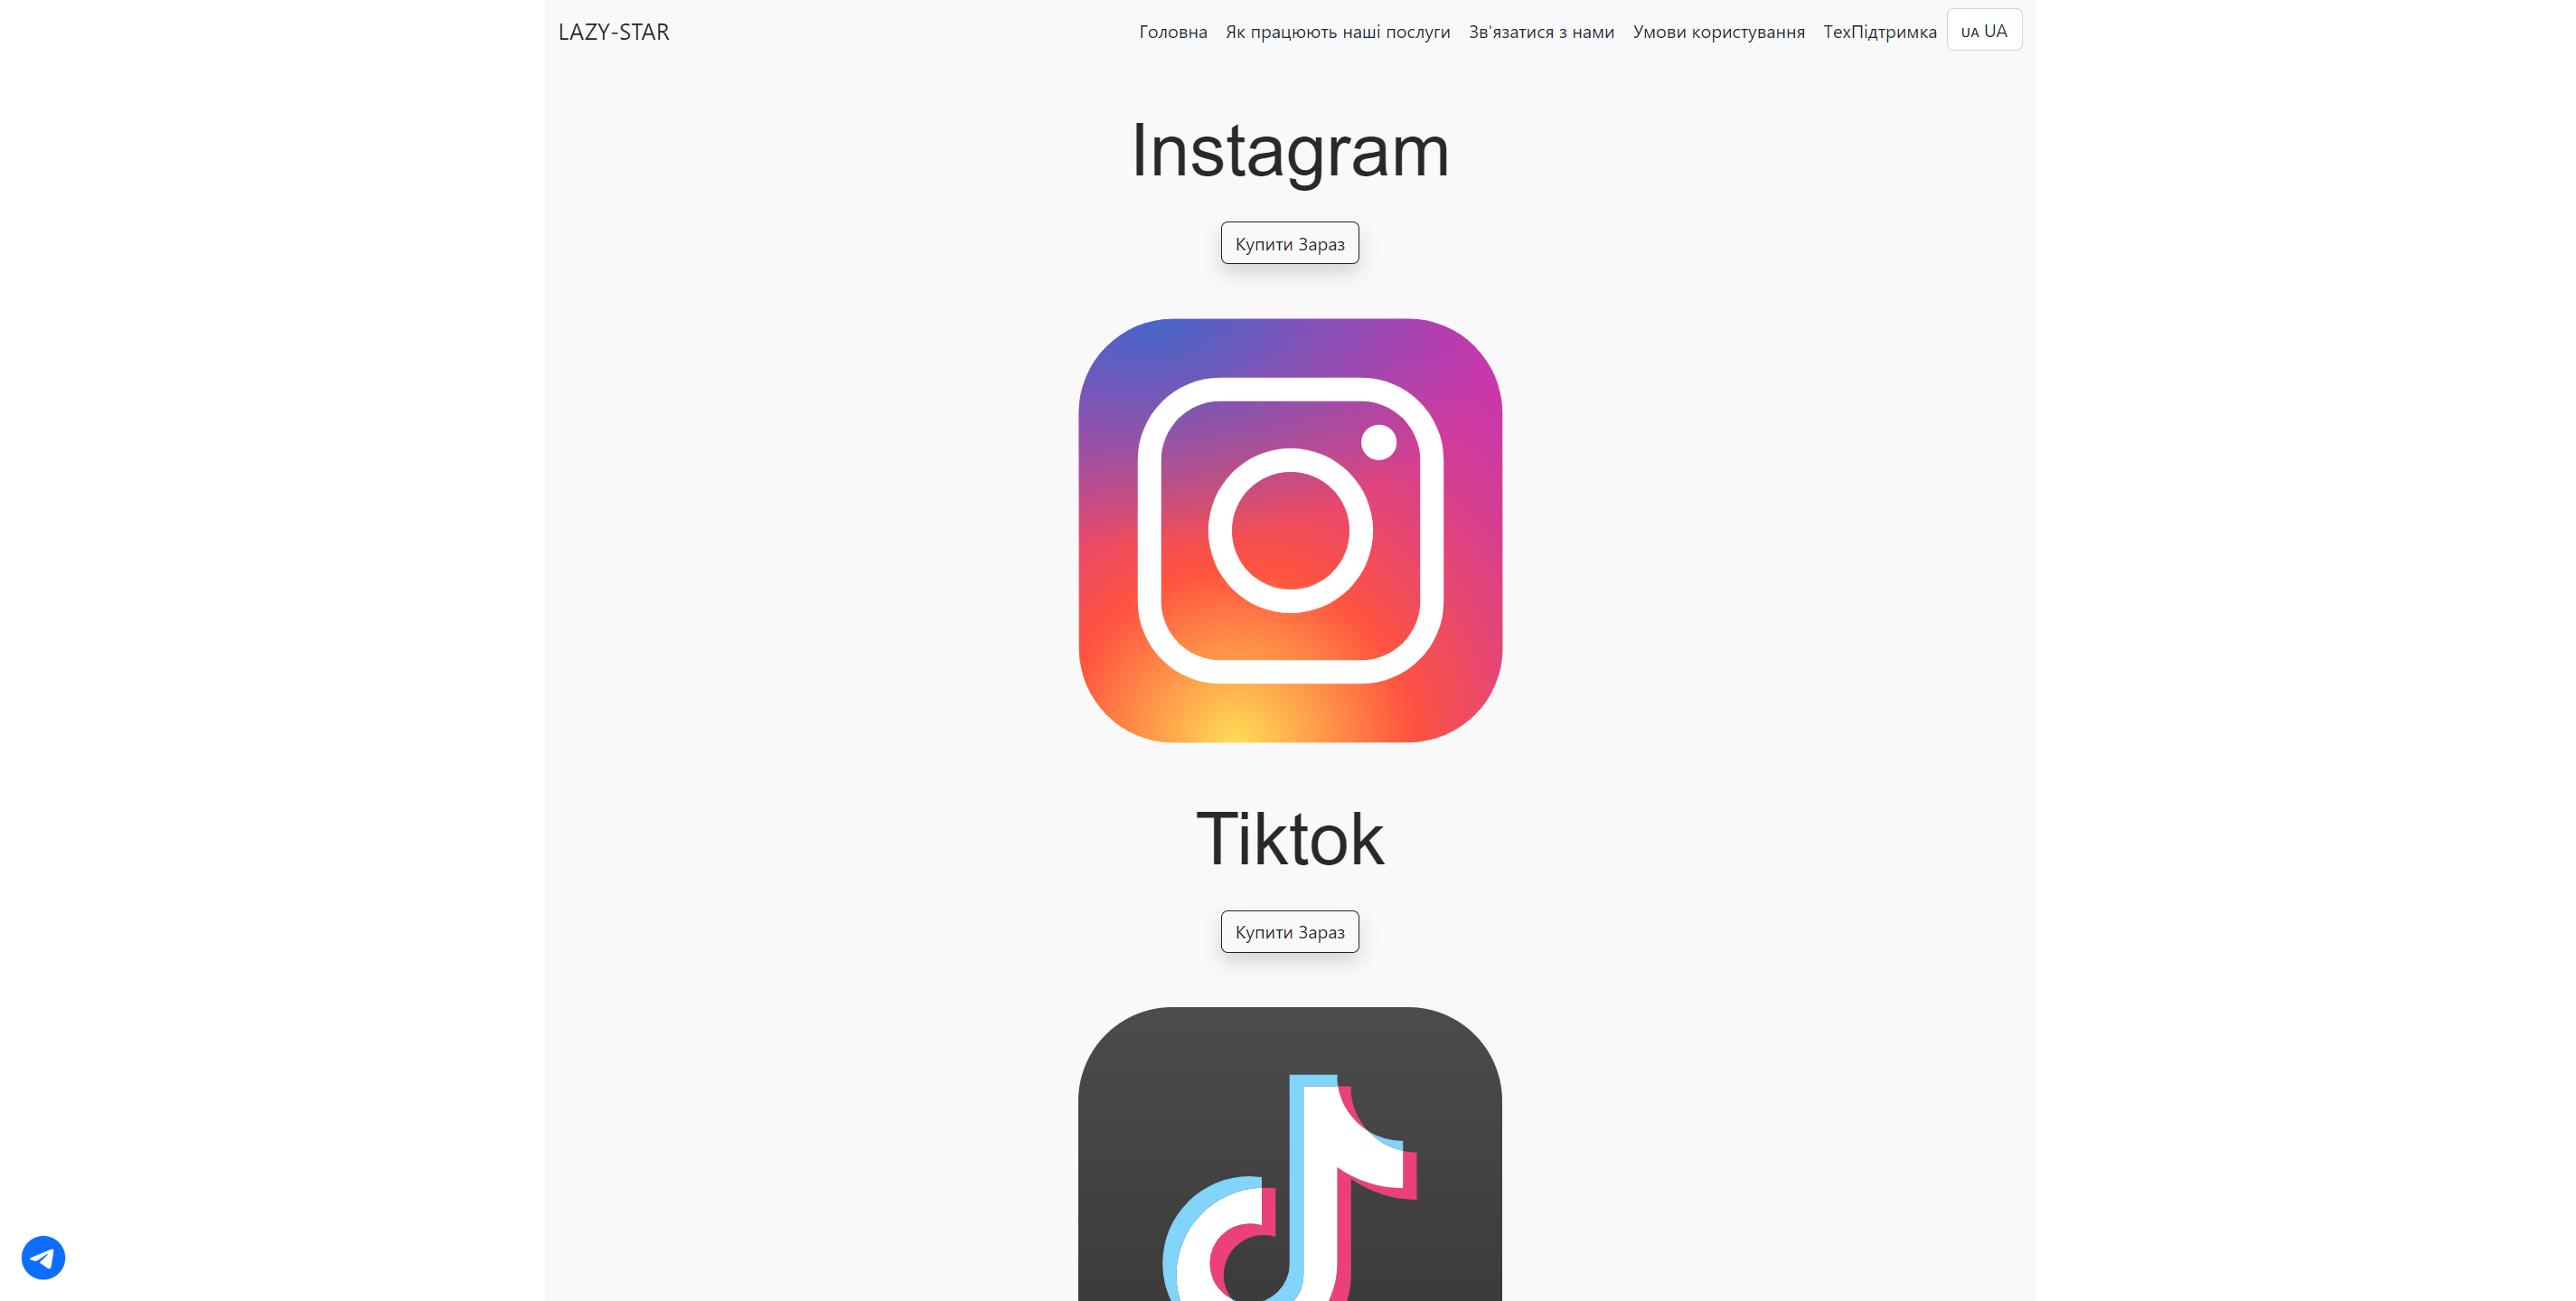 LAZY-STAR
Головна Як працюють наші послуги Зв'язатися з нами Умови користування ТехПідтримка UA UA
Instagram
Купити Зараз
Tiktok
Купити Зараз